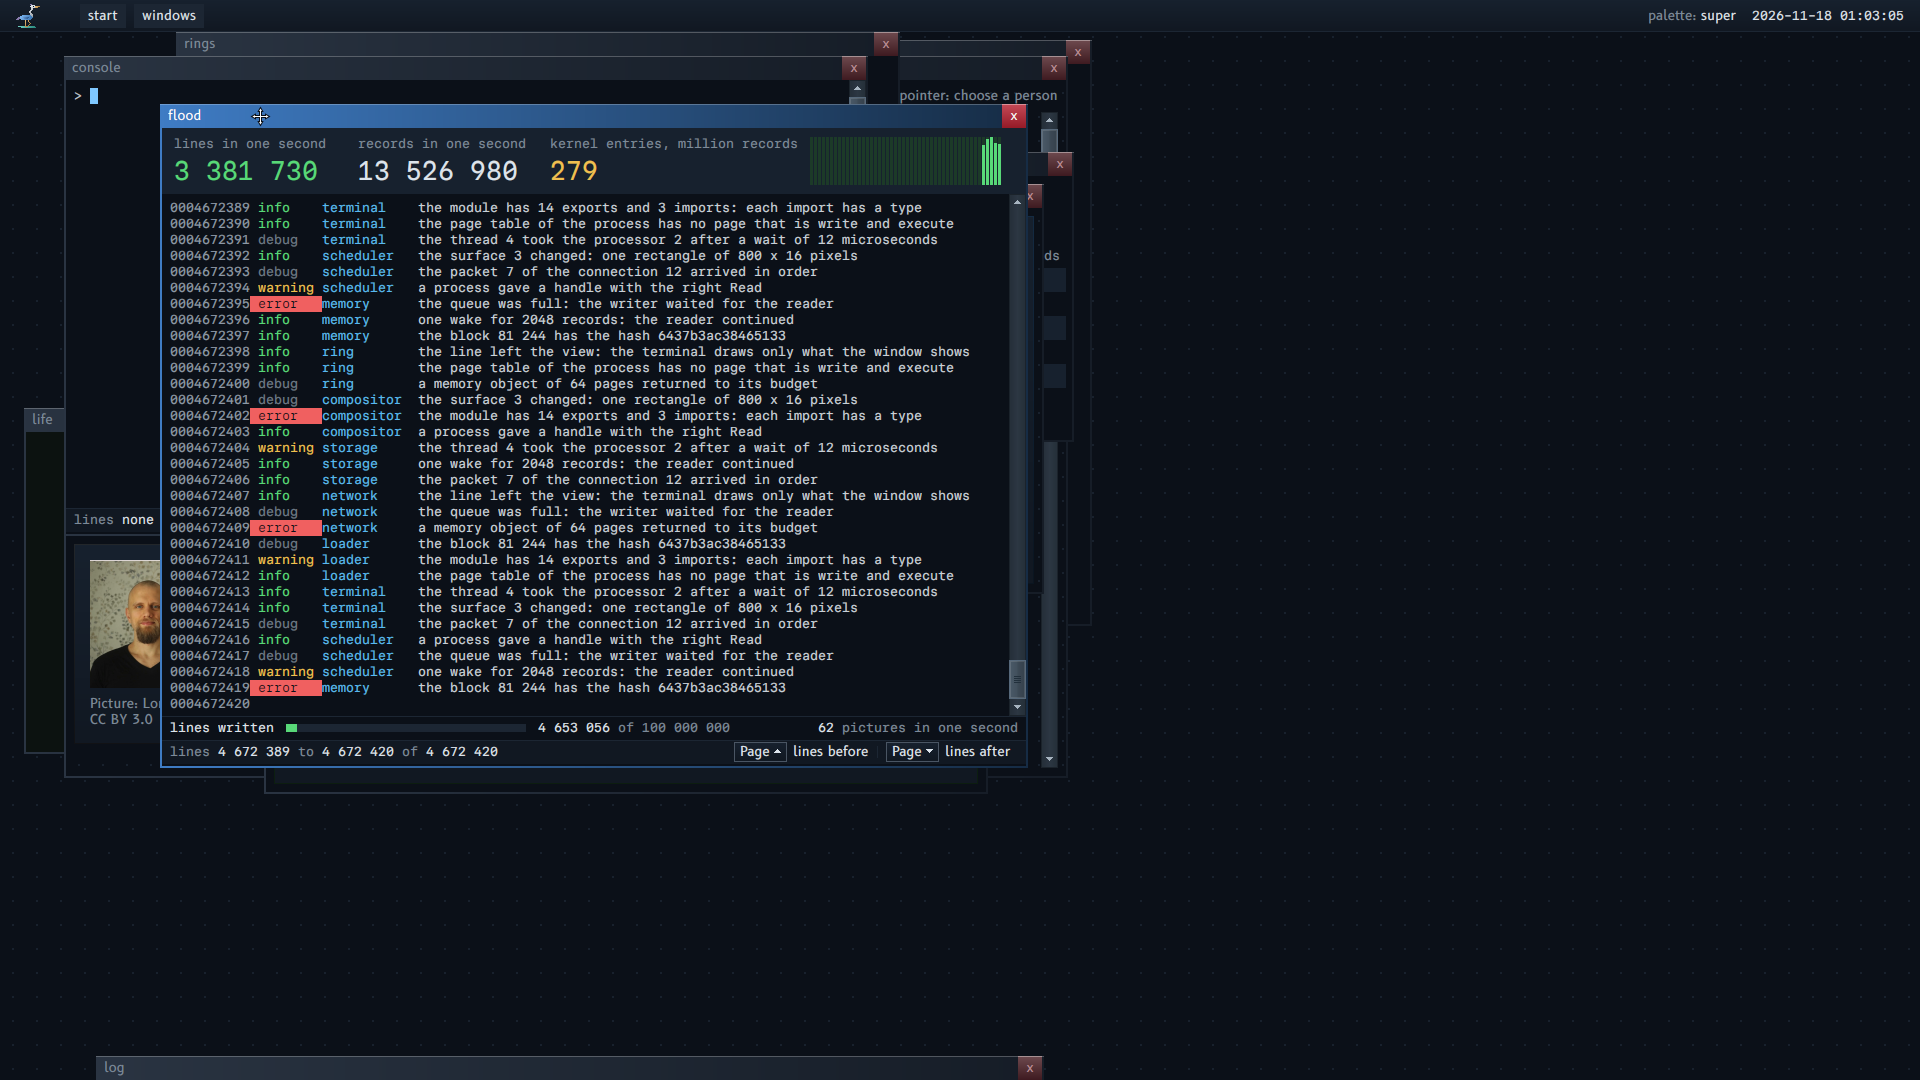 start windows
palette: super 2026-11-18 01:03:05
rings x
x
console x
x
> 
pointer: choose a person
flood x
lines in one second records in one second kernel entries, million records
3 381 730 13 526 980 279
x
x
ds
0004672389 info terminal the module has 14 exports and 3 imports: each import has a type
0004672390 info terminal the page table of the process has no page that is write and execute
0004672391 debug terminal the thread 4 took the processor 2 after a wait of 12 microseconds
0004672392 info scheduler the surface 3 changed: one rectangle of 800 x 16 pixels
0004672393 debug scheduler the packet 7 of the connection 12 arrived in order
0004672394 warning scheduler a process gave a handle with the right Read
0004672395 error memory the queue was full: the writer waited for the reader
0004672396 info memory one wake for 2048 records: the reader continued
0004672397 info memory the block 81 244 has the hash 6437b3ac38465133
0004672398 info ring the line left the view: the terminal draws only what the window shows
0004672399 info ring the page table of the process has no page that is write and execute
0004672400 debug ring a memory object of 64 pages returned to its budget
0004672401 debug compositor the surface 3 changed: one rectangle of 800 x 16 pixels
0004672402 error compositor the module has 14 exports and 3 imports: each import has a type
0004672403 info compositor a process gave a handle with the right Read
0004672404 warning storage the thread 4 took the processor 2 after a wait of 12 microseconds
0004672405 info storage one wake for 2048 records: the reader continued
0004672406 info storage the packet 7 of the connection 12 arrived in order
0004672407 info network the line left the view: the terminal draws only what the window shows
0004672408 debug network the queue was full: the writer waited for the reader
0004672409 error network a memory object of 64 pages returned to its budget
0004672410 debug loader the block 81 244 has the hash 6437b3ac38465133
0004672411 warning loader the module has 14 exports and 3 imports: each import has a type
0004672412 info loader the page table of the process has no page that is write and execute
0004672413 info terminal the thread 4 took the processor 2 after a wait of 12 microseconds
0004672414 info terminal the surface 3 changed: one rectangle of 800 x 16 pixels
0004672415 debug terminal the packet 7 of the connection 12 arrived in order
0004672416 info scheduler a process gave a handle with the right Read
0004672417 debug scheduler the queue was full: the writer waited for the reader
0004672418 warning scheduler one wake for 2048 records: the reader continued
0004672419 error memory the block 81 244 has the hash 6437b3ac38465133
0004672420
lines written 4 653 056 of 100 000 000 62 pictures in one second
lines 4 672 389 to 4 672 420 of 4 672 420 Page lines before Page lines after
life
lines none
Picture: Lo
CC BY 3.0
log x